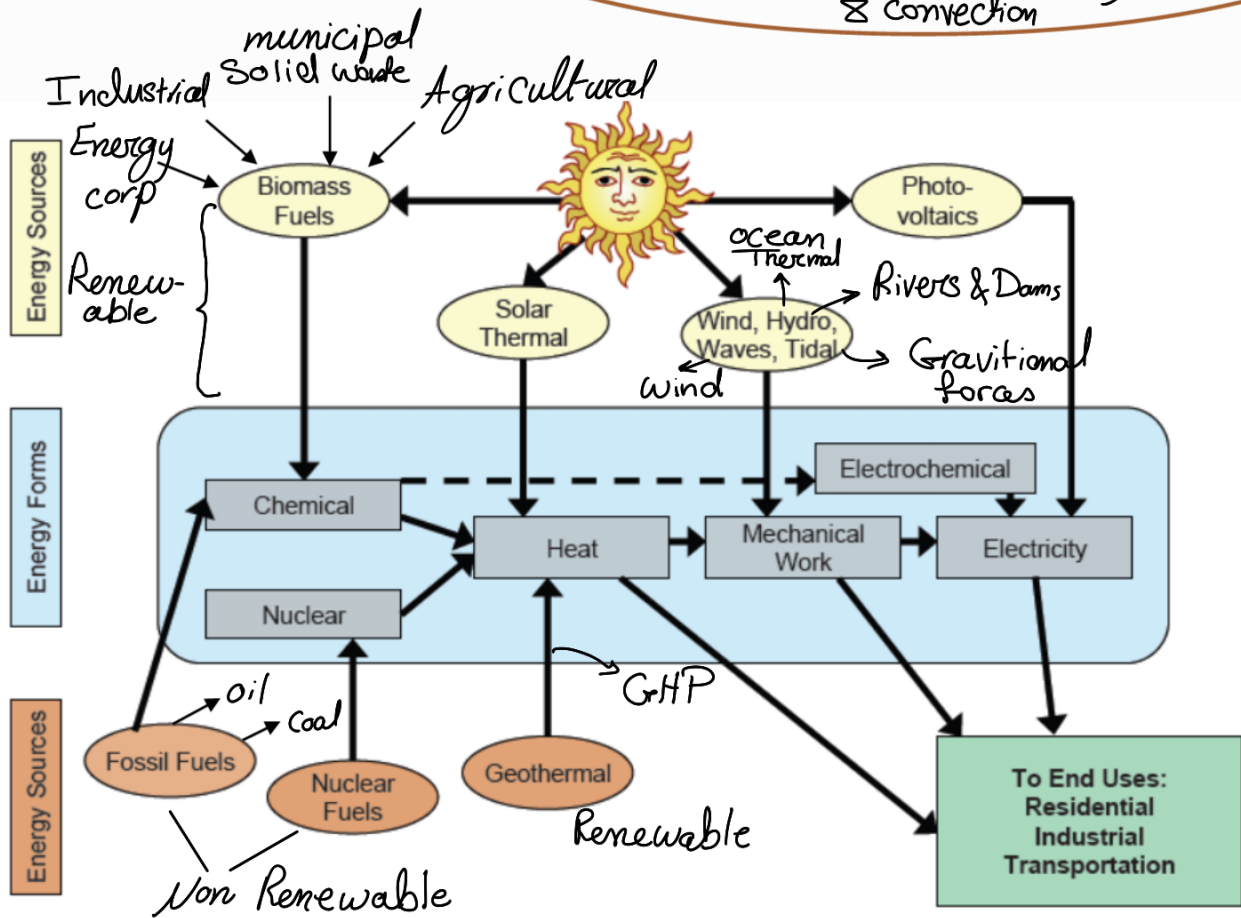 & Convection
municipal
Solid waste
Industrial
Agricultural
Energy
corp
Energy Sources
Biomass
Fuels
Photo-
voltaics
Renew-
able
ocean
Thermal
Rivers & Dams
Solar
Thermal
Wind, Hydro,
Waves, Tidal
wind
Gravitional
forces
Energy Forms
Electrochemical
Chemical
Heat
Mechanical
Work
Electricity
Nuclear
GHP
Oil
Coal
Energy Sources
Fossil Fuels
Nuclear
Fuels
Geothermal
Renewable
Non Renewable
To End Uses:
Residential
Industrial
Transportation